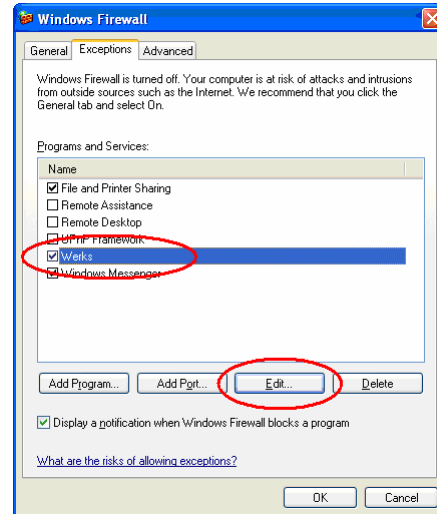 Windows Firewall
General Exceptions Advanced
Windows Firewall is turned off. Your computer is at risk of attacks and intrusions
from outside sources such as the Internet. We recommend that you click the
General tab and select On.
Programs and Services:
Name
File and Printer Sharing
Remote Assistance
Remote Desktop
UPnP Framework
Werks
Windows Messenger
Add Program... Add Port... Edit... Delete
Display a notification when Windows Firewall blocks a program
What are the risks of allowing exceptions?
OK Cancel